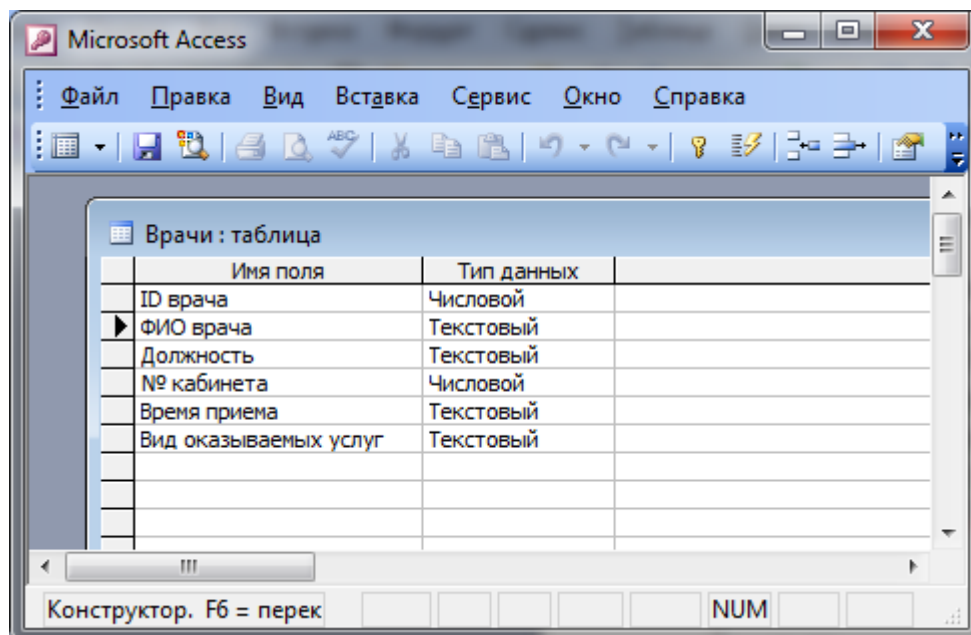 Microsoft Access
Файл Правка Вид Вставка Сервис Окно Справка
ABC
Врачи : таблица
Имя поля Тип данных
ID врача Числовой
ФИО врача Текстовый
Должность Текстовый
№ кабинета Числовой
Время приема Текстовый
Вид оказываемых услуг Текстовый
Конструктор. F6 = перек NUM